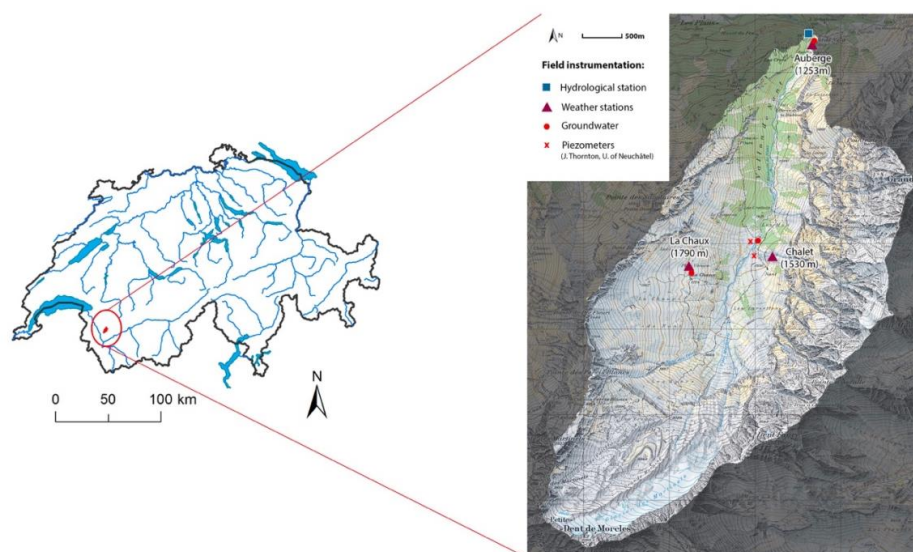 N
500m
Field instrumentation:
Hydrological station
Weather stations
Groundwater
x Piezometers
(J. Thornton, U. of Neuchâtel)
Auberge
(1253m)
La Chaux
(1790 m)
Chalet
(1530 m)
Dent de Morcles
N
0 50 100 km